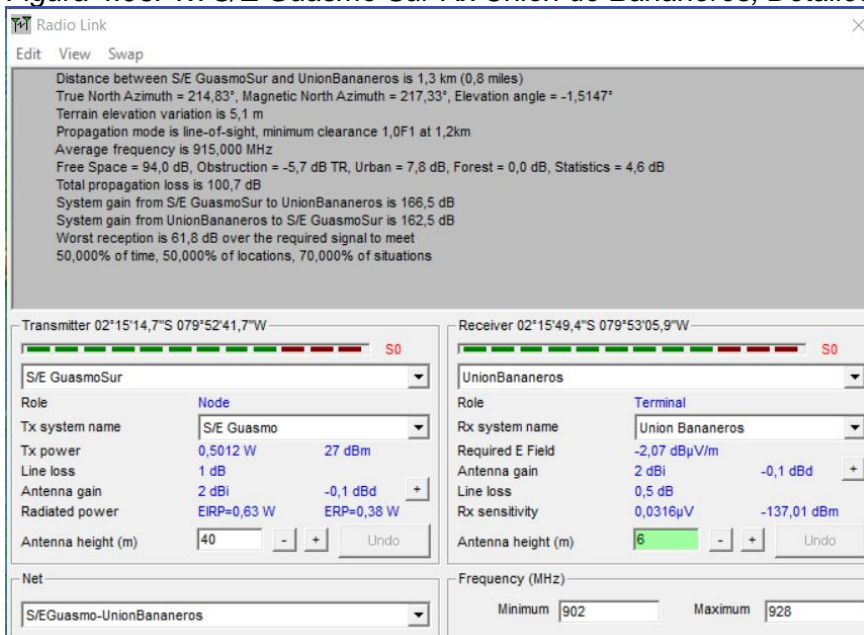 Radio Link
Edit View Swap
Distance between S/E GuasmoSur and UnionBananeros is 1,3 km (0,8 miles)
True North Azimuth = 214,83°, Magnetic North Azimuth = 217,33°, Elevation angle = -1,5147°
Terrain elevation variation is 5,1 m
Propagation mode is line-of-sight, minimum clearance 1,0F1 at 1,2km
Average frequency is 915,000 MHz
Free Space = 94,0 dB, Obstruction = -5,7 dB TR, Urban = 7,8 dB, Forest = 0,0 dB, Statistics = 4,6 dB
Total propagation loss is 100,7 dB
System gain from S/E GuasmoSur to UnionBananeros is 166,5 dB
System gain from UnionBananeros to S/E GuasmoSur is 162,5 dB
Worst reception is 61,8 dB over the required signal to meet
50,000% of time, 50,000% of locations, 70,000% of situations
Transmitter 02°15'14,7"S 079°52'41,7"W
S0
S/E GuasmoSur
Role Node
Tx system name S/E Guasmo
Tx power 0,5012 W 27 dBm
Line loss 1 dB
Antenna gain 2 dBi -0,1 dBd +
Radiated power EIRP=0,63 W ERP=0,38 W
Antenna height (m) 40 - + Undo
Net
S/EGuasmo-UnionBananeros
Receiver 02°15'49,4"S 079°53'05,9"W
S0
UnionBananeros
Role Terminal
Rx system name Union Bananeros
Required E Field -2,07 dBµV/m
Antenna gain 2 dBi -0,1 dBd +
Line loss 0,5 dB
Rx sensitivity 0,0316µV -137,01 dBm
Antenna height (m) 6 - + Undo
Frequency (MHz)
Minimum 902 Maximum 928